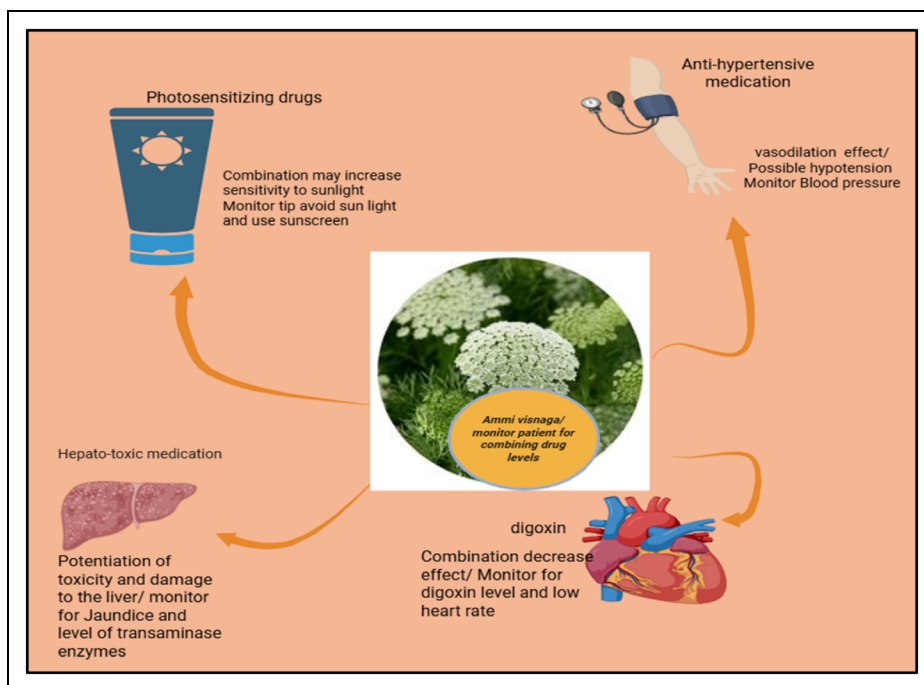 Photosensitizing drugs
Combination may increase
sensitivity to sunlight
Monitor tip avoid sun light
and use sunscreen
Anti-hypertensive
medication
vasodilation effect/
Possible hypotension
Monitor Blood pressure
Ammi visnaga/
monitor patient for
combining drug
levels
Hepato-toxic medication
Potentiation of
toxicity and damage
to the liver/ monitor
for Jaundice and
level of transaminase
enzymes
digoxin
Combination decrease
effect/ Monitor for
digoxin level and low
heart rate